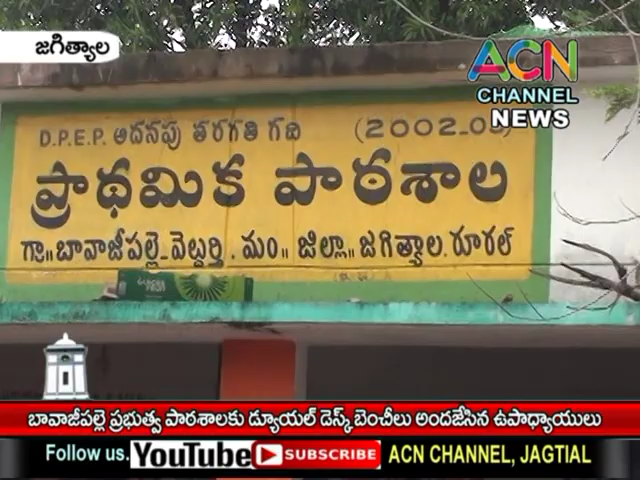 జగిత్యాల
ACN
CHANNEL
NEWS
D.P.E.P. అదనపు తరగతి గది (2002-03)
ప్రాథమిక పాఠశాల
గ్రా॥ బావాజీపల్లె_వెల్దుర్తి. మం॥ జిల్లా॥ జగిత్యాల. రూరల్
బావాజీపల్లె ప్రభుత్వ పాఠశాలకు డ్యూయల్ డెస్క్ బెంచీలు అందజేసిన ఉపాధ్యాయులు
Follow us. YouTube SUBSCRIBE ACN CHANNEL, JAGTIAL